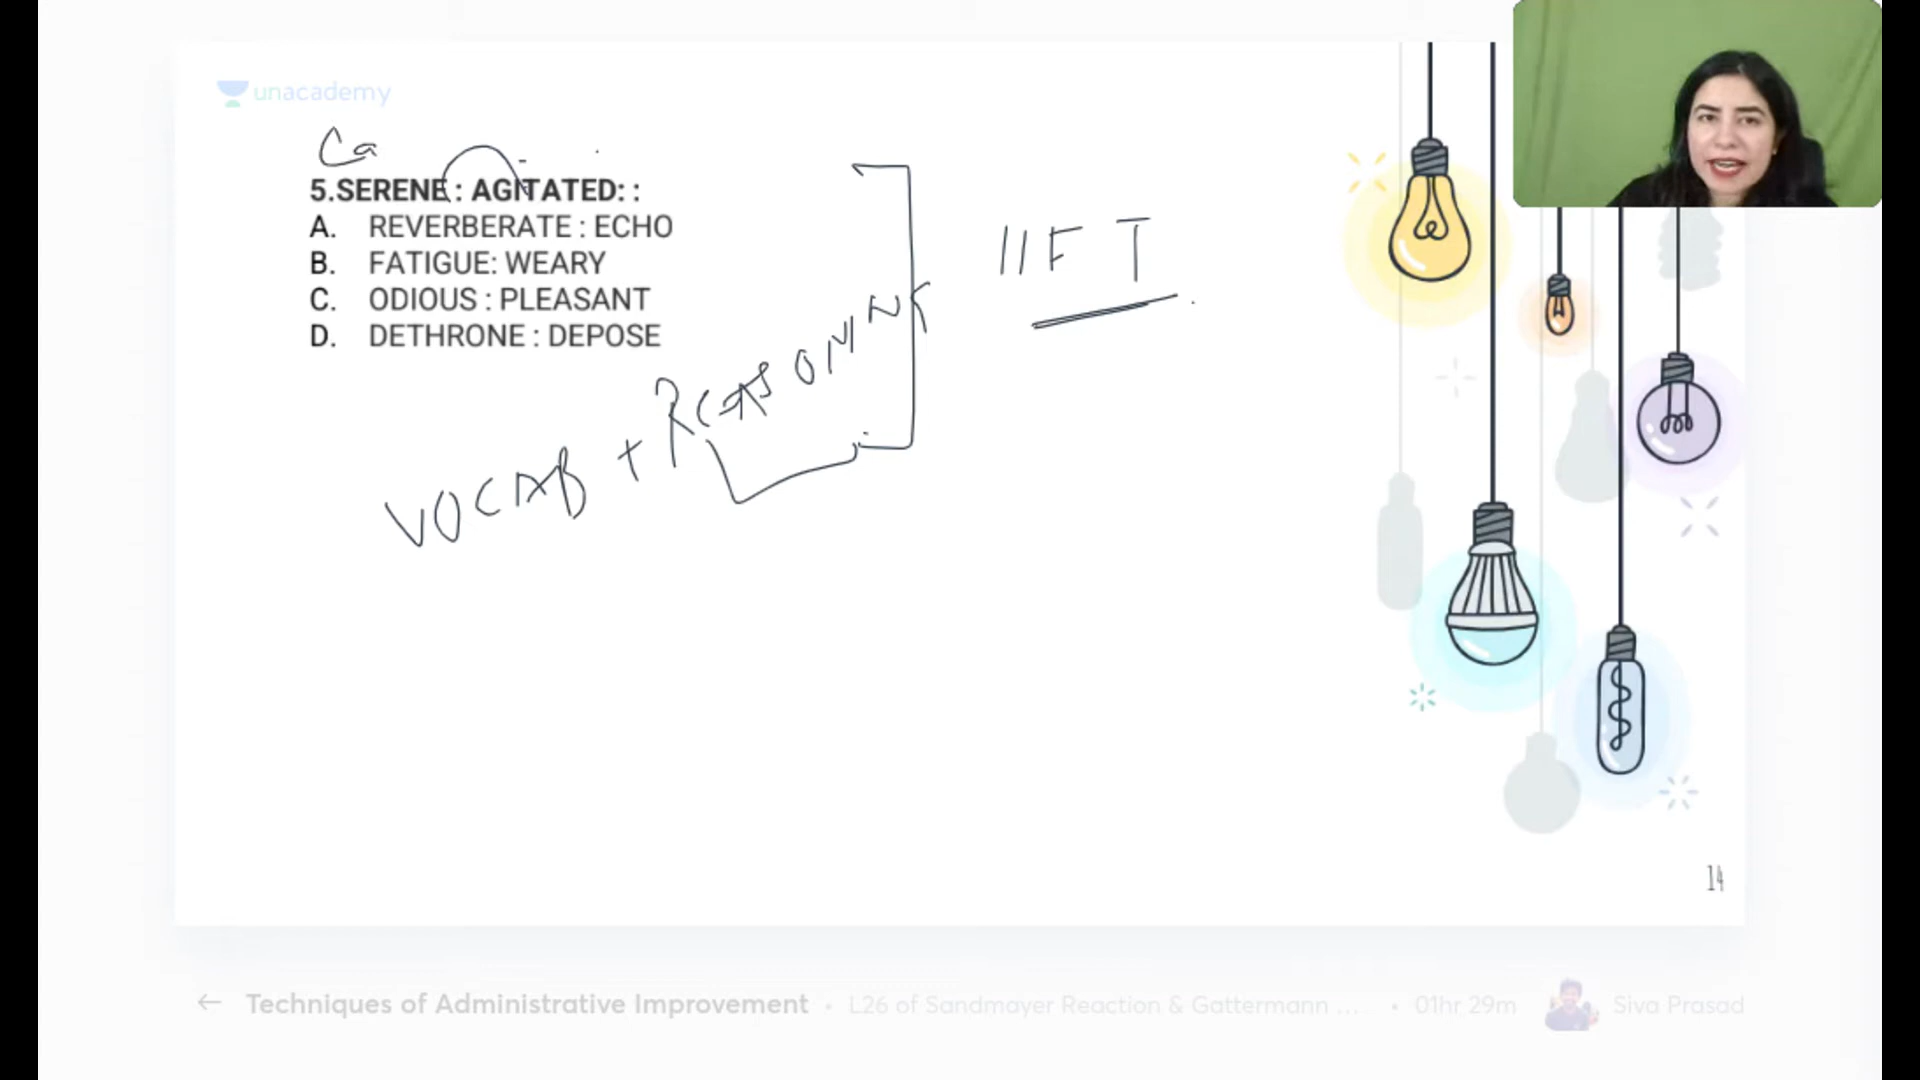 unacademy
Ca
5.SERENE : AGITATED: :
A. REVERBERATE : ECHO
B. FATIGUE: WEARY
C. ODIOUS : PLEASANT
D. DETHRONE : DEPOSE
IIFT
VOCAB + REASONING
14
← Techniques of Administrative Improvement • L26 of Sandmayer Reaction & Gattermann .... • 01hr 29m Siva Prasad